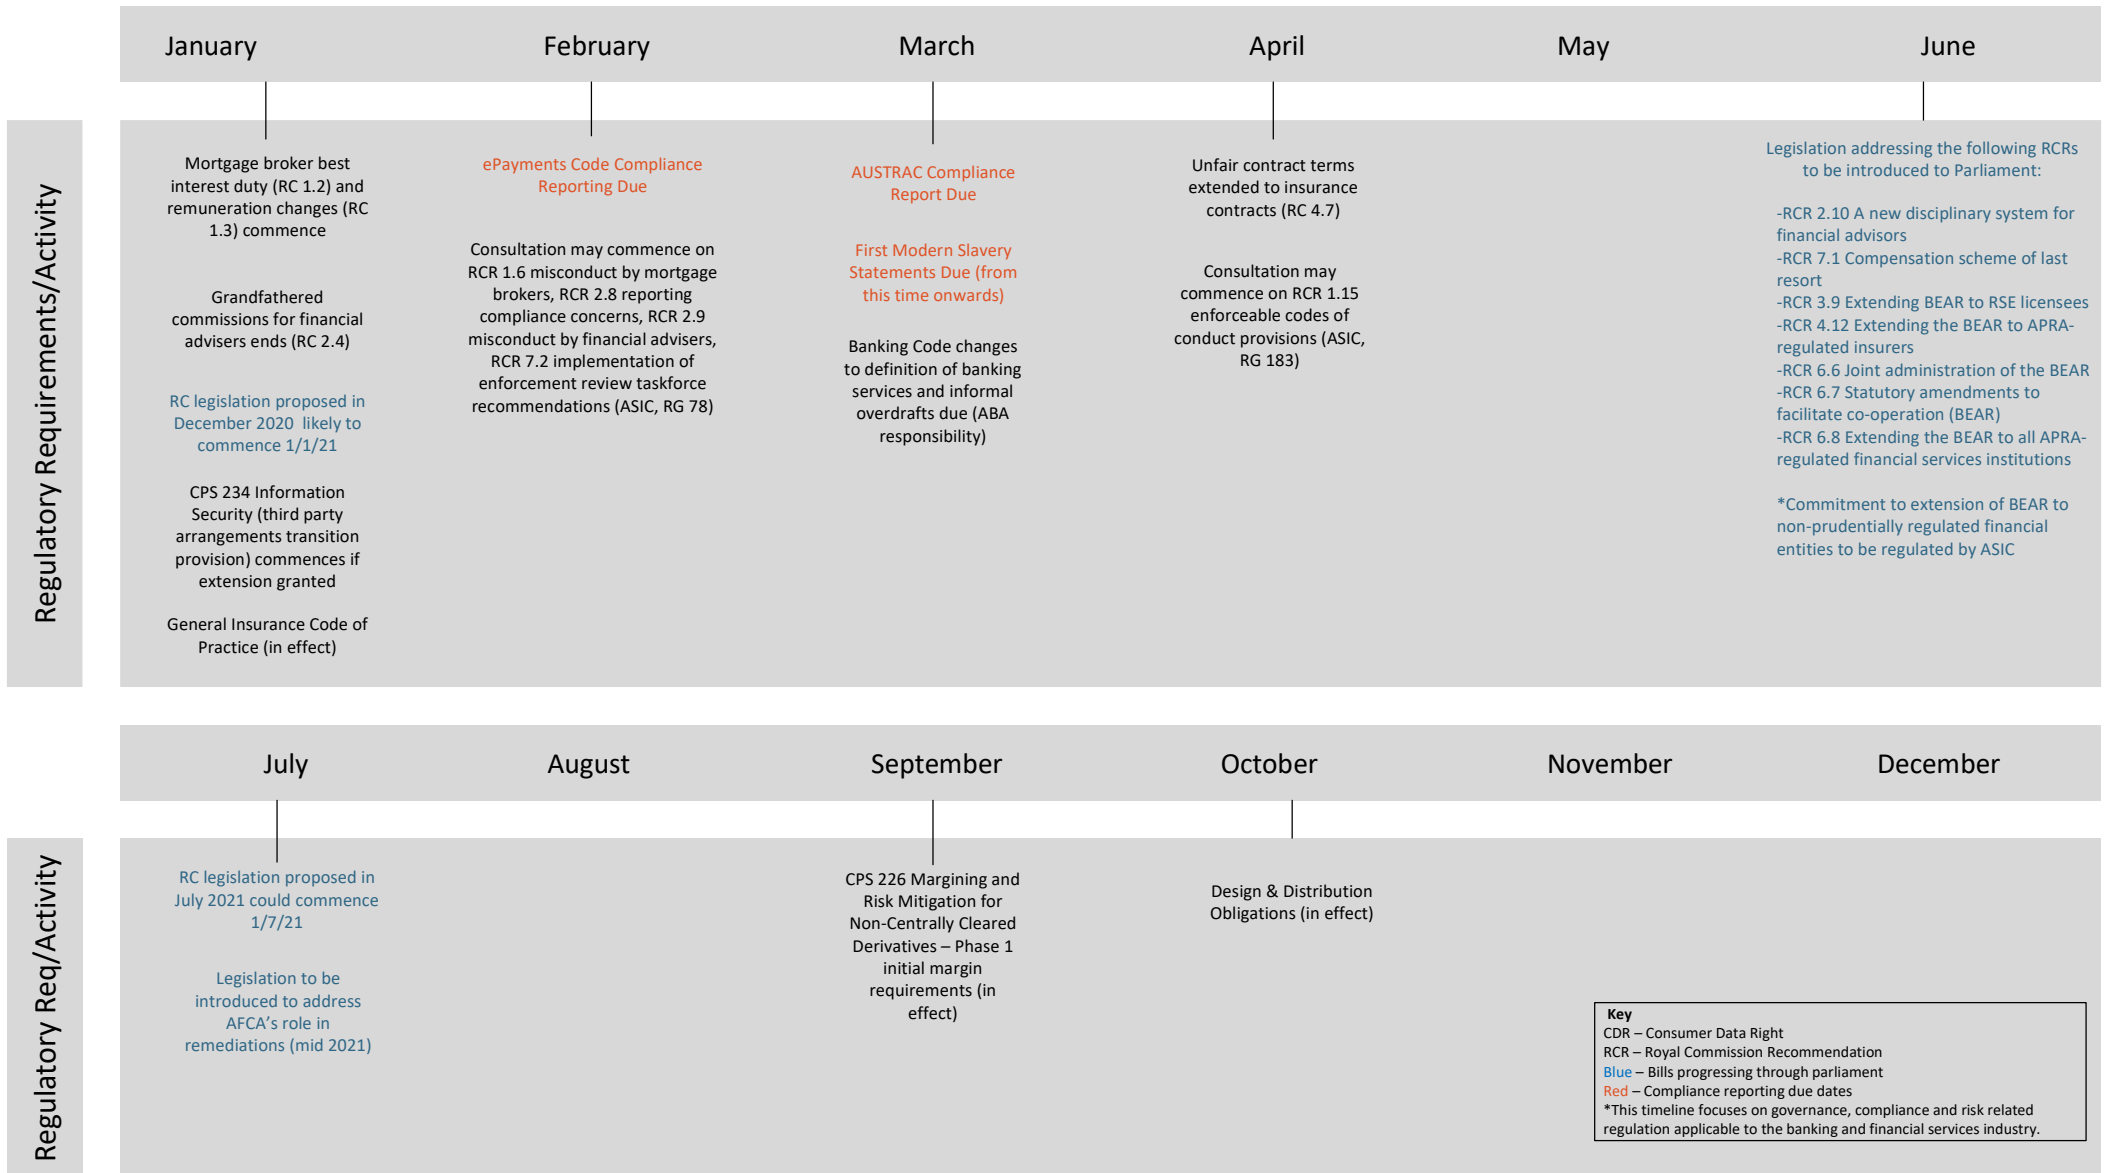 January
February
March
April
May
June
Regulatory Requirements/Activity
Mortgage broker best
interest duty (RC 1.2) and
remuneration changes (RC
1.3) commence
Grandfathered
commissions for financial
advisers ends (RC 2.4)
RC legislation proposed in
December 2020  likely to
commence 1/1/21
CPS 234 Information
Security (third party
arrangements transition
provision) commences if
extension granted
General Insurance Code of
Practice (in effect)
ePayments Code Compliance
Reporting Due
Consultation may commence on
RCR 1.6 misconduct by mortgage
brokers, RCR 2.8 reporting
compliance concerns, RCR 2.9
misconduct by financial advisers,
RCR 7.2 implementation of
enforcement review taskforce
recommendations (ASIC, RG 78)
AUSTRAC Compliance
Report Due
First Modern Slavery
Statements Due (from
this time onwards)
Banking Code changes
to definition of banking
services and informal
overdrafts due (ABA
responsibility)
Unfair contract terms
extended to insurance
contracts (RC 4.7)
Consultation may
commence on RCR 1.15
enforceable codes of
conduct provisions (ASIC,
RG 183)
Legislation addressing the following RCRs
to be introduced to Parliament:
-RCR 2.10 A new disciplinary system for
financial advisors
-RCR 7.1 Compensation scheme of last
resort
-RCR 3.9 Extending BEAR to RSE licensees
-RCR 4.12 Extending the BEAR to APRA-
regulated insurers
-RCR 6.6 Joint administration of the BEAR
-RCR 6.7 Statutory amendments to
facilitate co-operation (BEAR)
-RCR 6.8 Extending the BEAR to all APRA-
regulated financial services institutions
*Commitment to extension of BEAR to
non-prudentially regulated financial
entities to be regulated by ASIC
July
August
September
October
November
December
Regulatory Req/Activity
RC legislation proposed in
July 2021 could commence
1/7/21
Legislation to be
introduced to address
AFCA’s role in
remediations (mid 2021)
CPS 226 Margining and
Risk Mitigation for
Non-Centrally Cleared
Derivatives – Phase 1
initial margin
requirements (in
effect)
Design & Distribution
Obligations (in effect)
Key
CDR – Consumer Data Right
RCR – Royal Commission Recommendation
Blue – Bills progressing through parliament
Red – Compliance reporting due dates
*This timeline focuses on governance, compliance and risk related
regulation applicable to the banking and financial services industry.